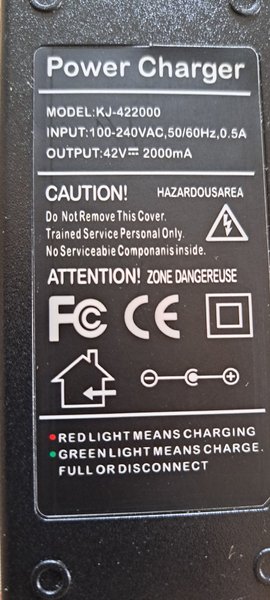 Power Charger
MODEL:KJ-422000
INPUT:100-240VAC,50/60Hz,0.5A
OUTPUT:42V⎓ 2000mA
CAUTION! HAZARDOUSAREA
Do Not Remove This Cover.
Trained Service Personal Only.
No Serviceabie Componanisinside.
ATTENTION! ZONE DANGEREUSE
FC CE
RED LIGHT MEANS CHARGING
GREEN LIGHT MEANS CHARGE.
FULL OR DISCONNECT